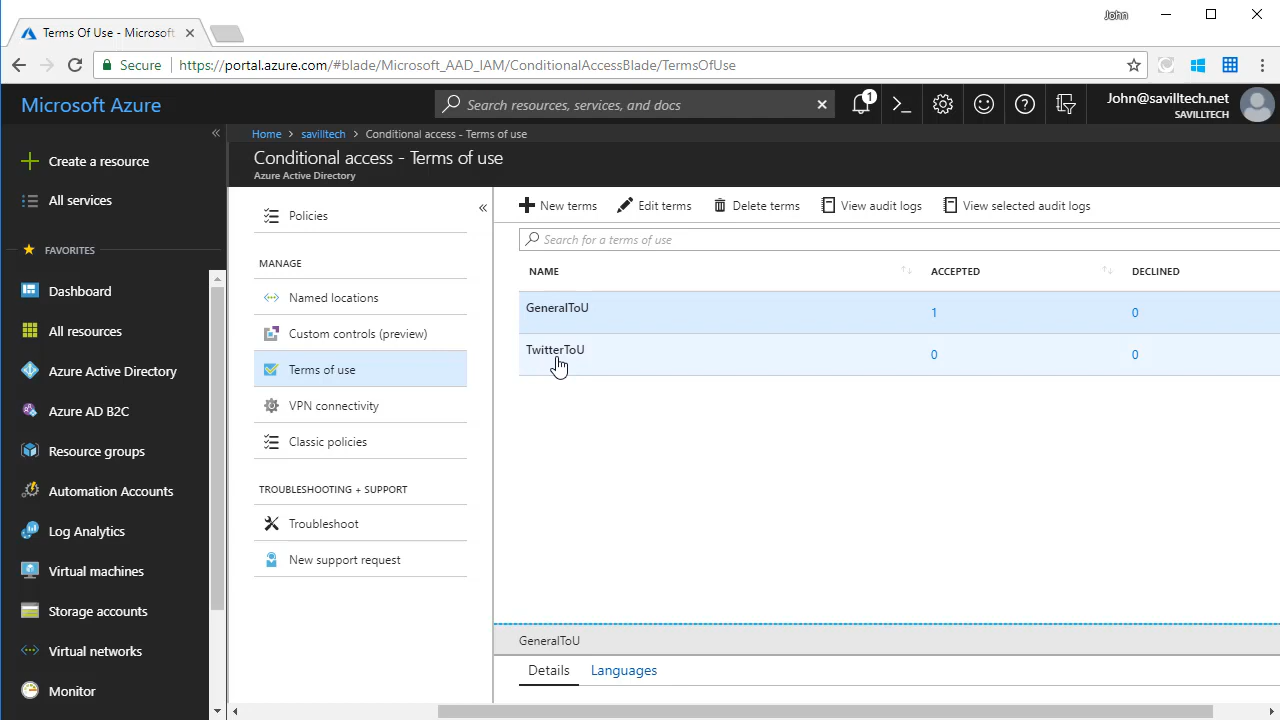 John
Terms Of Use - Microsoft
Secure
https://portal.azure.com/#blade/Microsoft_AAD_IAM/ConditionalAccessBlade/TermsOfUse
Microsoft Azure
Search resources, services, and docs
1
John@savilltech.net
SAVILLTECH
Home
savilltech
Conditional access - Terms of use
Conditional access - Terms of use
Azure Active Directory
Create a resource
All services
FAVORITES
Dashboard
All resources
Azure Active Directory
Azure AD B2C
Resource groups
Automation Accounts
Log Analytics
Virtual machines
Storage accounts
Virtual networks
Monitor
Policies
MANAGE
Named locations
Custom controls (preview)
Terms of use
VPN connectivity
Classic policies
TROUBLESHOOTING + SUPPORT
Troubleshoot
New support request
New terms Edit terms Delete terms View audit logs View selected audit logs
Search for a terms of use
NAME ACCEPTED DECLINED
GeneralToU 1 0
TwitterToU 0 0
GeneralToU
Details Languages